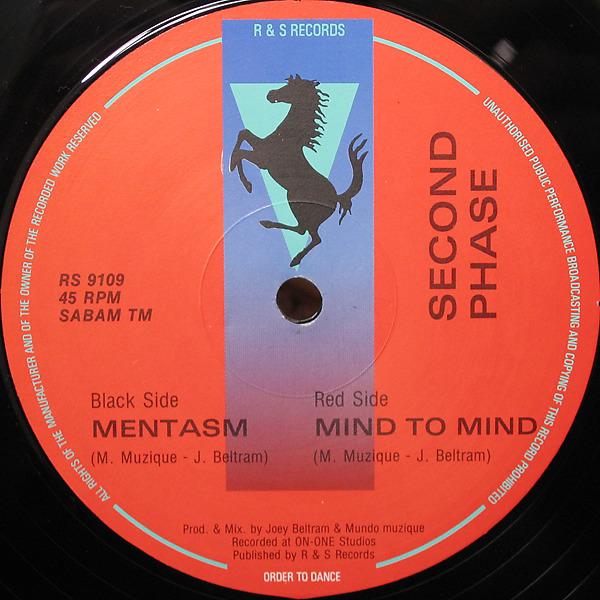 R & S RECORDS
SECOND
PHASE
RS 9109
45 RPM
SABAM TM
Black Side
MENTASM
(M. Muzique - J. Beltram)
Red Side
MIND TO MIND
(M. Muzique - J. Beltram)
Prod. & Mix. by Joey Beltram & Mundo muzique
Recorded at ON-ONE Studios
Published by R & S Records
ORDER TO DANCE
ALL RIGHTS OF THE MANUFACTURER AND OF THE OWNER OF THE RECORDED WORK RESERVED
UNAUTHORISED PUBLIC PERFORMANCE BROADCASTING AND COPYING OF THIS RECORD PROHIBITED